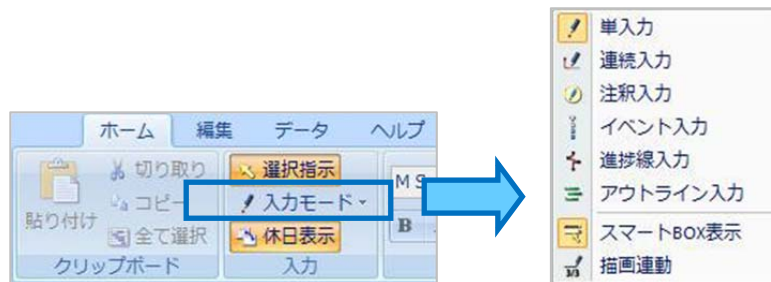 ホーム 編集 データ ヘルプ
貼り付け
切り取り
コピー
全て選択
クリップボード
選択指示
入力モード
休日表示
入力
M S
B
単入力
連続入力
注釈入力
イベント入力
進捗線入力
アウトライン入力
スマートBOX表示
描画連動